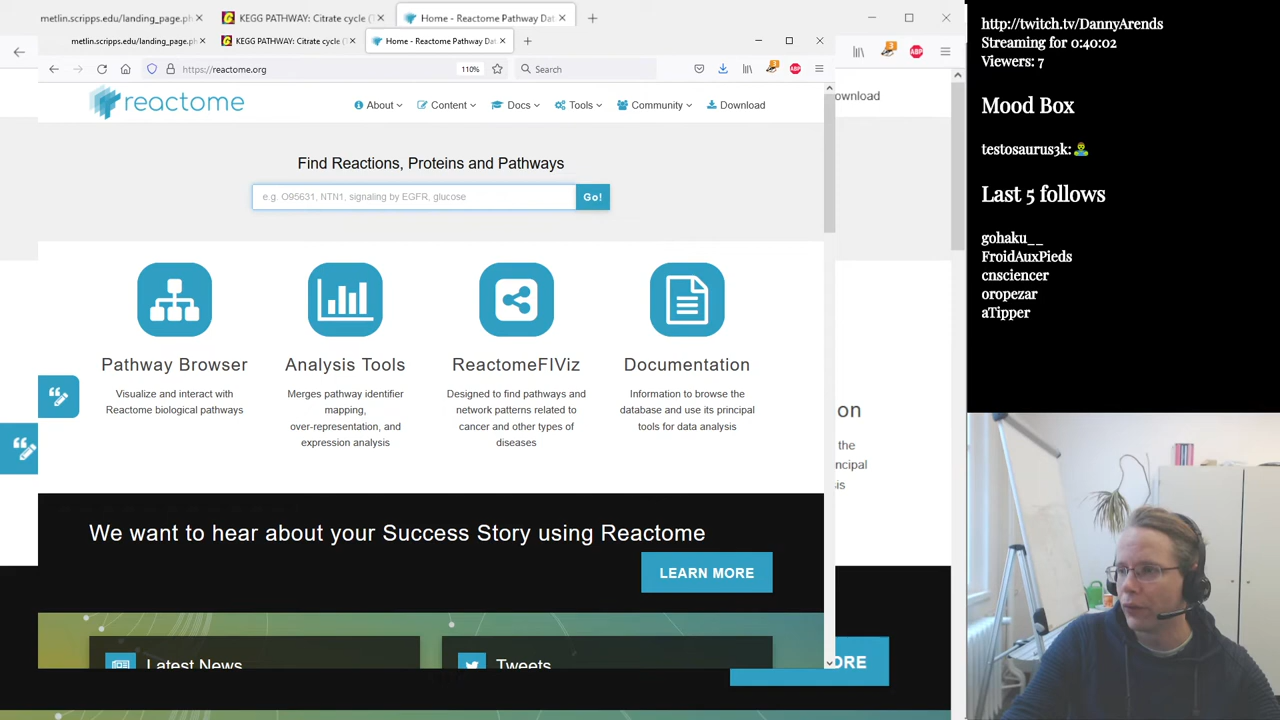 metlin.scripps.edu/landing_page.ph
KEGG PATHWAY: Citrate cycle (
Home - Reactome Pathway Dat
metlin.scripps.edu/landing_page.p
KEGG PATHWAY: Citrate cycle (T
Home - Reactome Pathway Dat
https://reactome.org
110%
Search
3
ABP
3
ABP
reactome
About
Content
Docs
Tools
Community
Download
ownload
Find Reactions, Proteins and Pathways
e.g. O95631, NTN1, signaling by EGFR, glucose
Go!
Pathway Browser
Visualize and interact with
Reactome biological pathways
Analysis Tools
Merges pathway identifier
mapping,
over-representation, and
expression analysis
ReactomeFIViz
Designed to find pathways and
network patterns related to
cancer and other types of
diseases
Documentation
Information to browse the
database and use its principal
tools for data analysis
on
the
ncipal
is
We want to hear about your Success Story using Reactome
LEARN MORE
Latest News
Tweets
ORE
http://twitch.tv/DannyArends
Streaming for 0:40:02
Viewers: 7
Mood Box
testosaurus3k:🧟‍♂️
Last 5 follows
gohaku__
FroidAuxPieds
cnsciencer
oropezar
aTipper